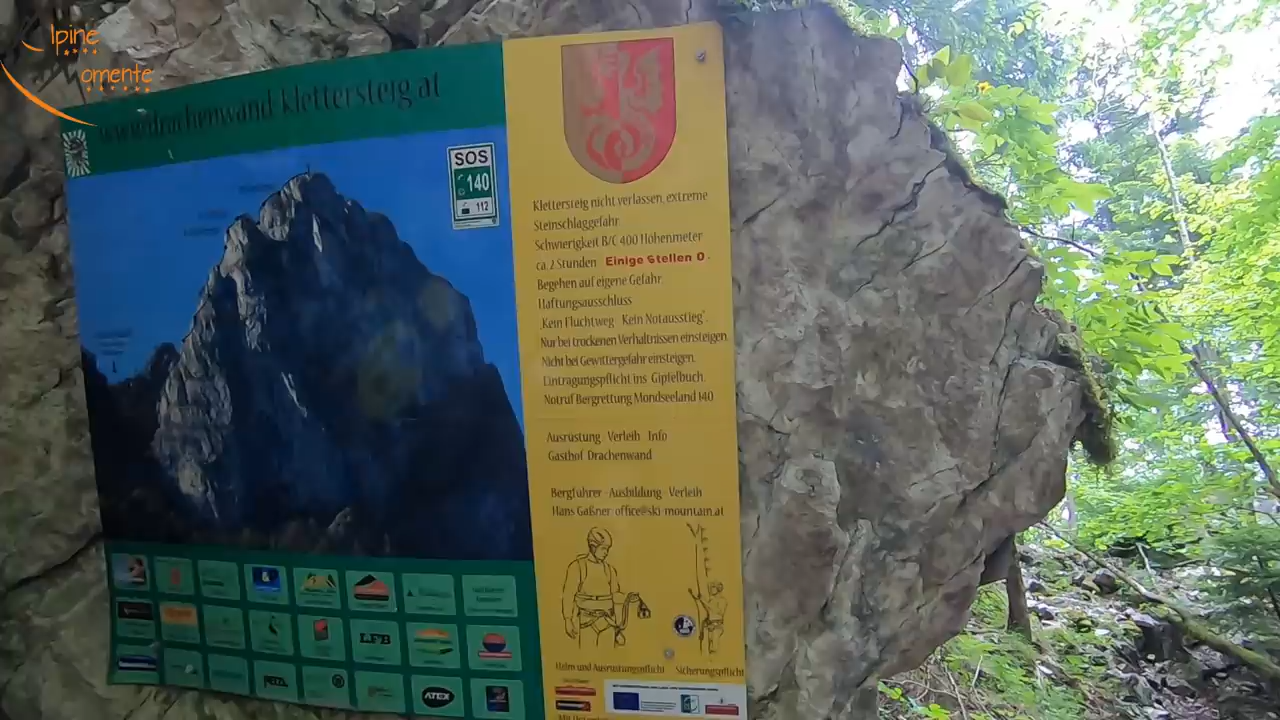 lpine
omente
www.drachenwand-klettersteig.at
SOS
140
112
Klettersteig nicht verlassen, extreme
Steinschlaggefahr.
Schwierigkeit B/C 400 Höhenmeter
ca. 2 Stunden Einige Stellen D.
Begehen auf eigene Gefahr.
Haftungsausschluss
"Kein Fluchtweg Kein Notausstieg".
Nur bei trockenen Verhältnissen einsteigen.
Nicht bei Gewittergefahr einsteigen.
Eintragungspflicht ins Gipfelbuch.
Notruf Bergrettung Mondseeland 140
Ausrüstung Verleih Info
Gasthof Drachenwand
Bergführer - Ausbildung Verleih
Hans Gaßner: office@ski-mountain.at
Helm und Ausrüstungspflicht Sicherungspflicht
LFB
PETZL
ATEX